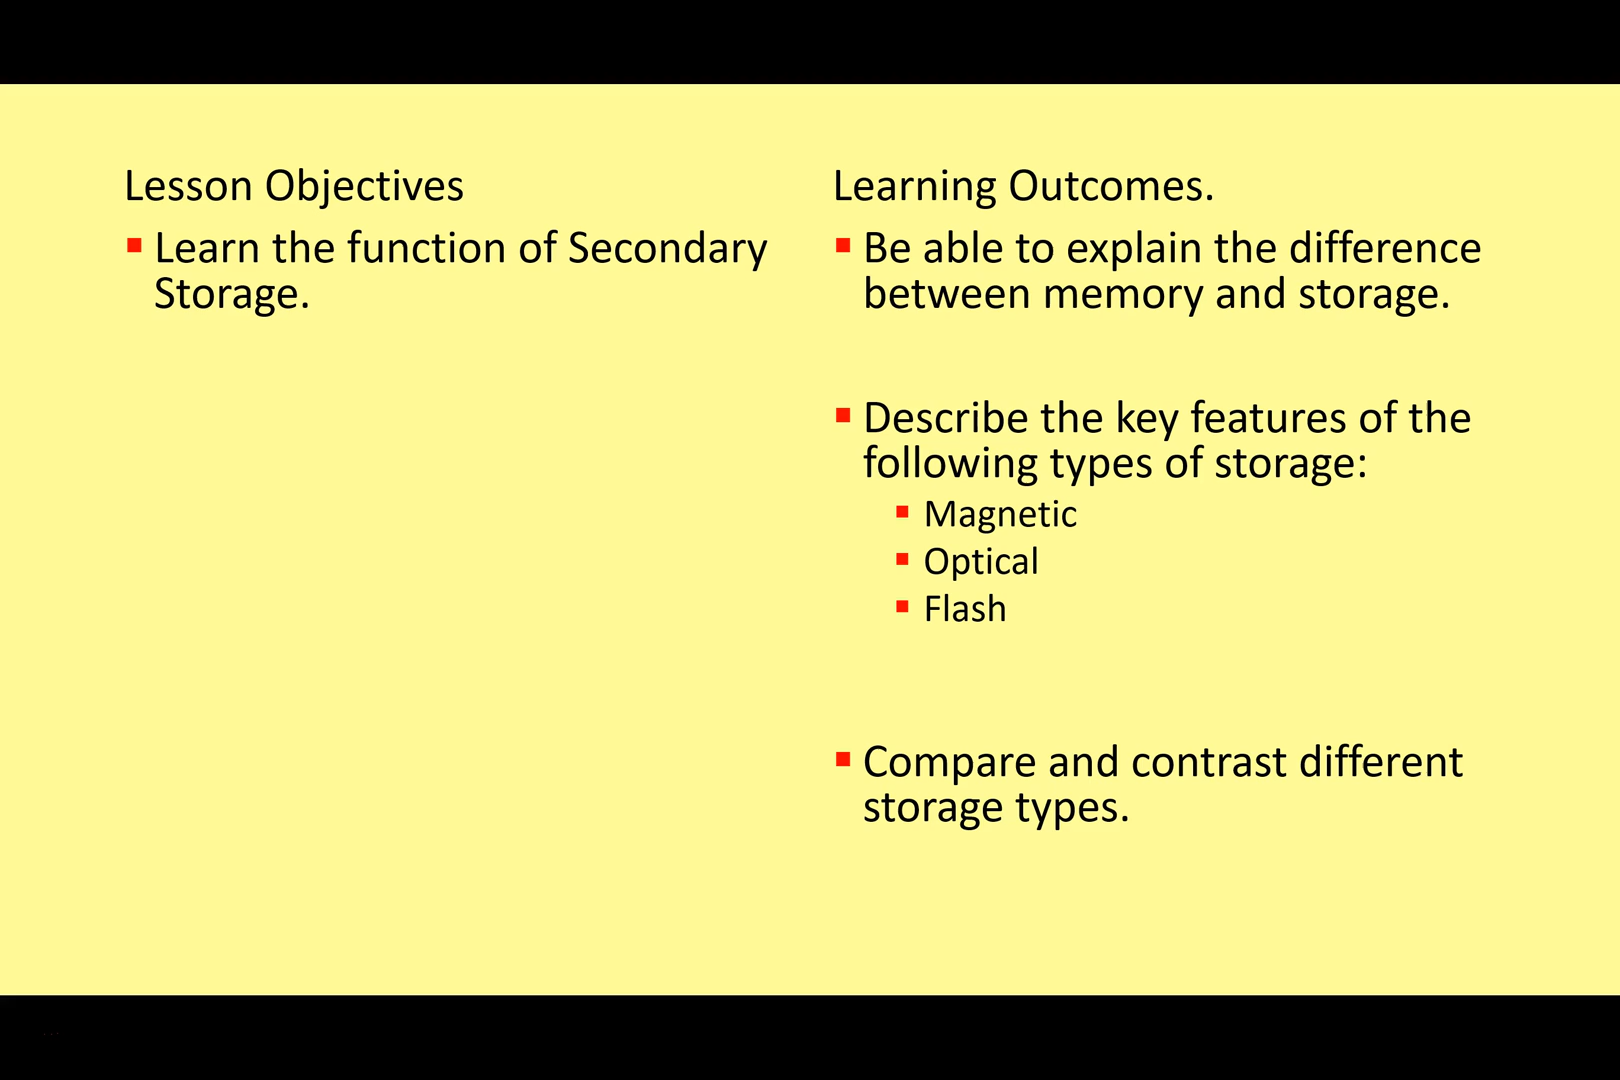 Lesson Objectives
Learn the function of Secondary
Storage.
Learning Outcomes.
Be able to explain the difference
between memory and storage.
Describe the key features of the
following types of storage:
Magnetic
Optical
Flash
Compare and contrast different
storage types.